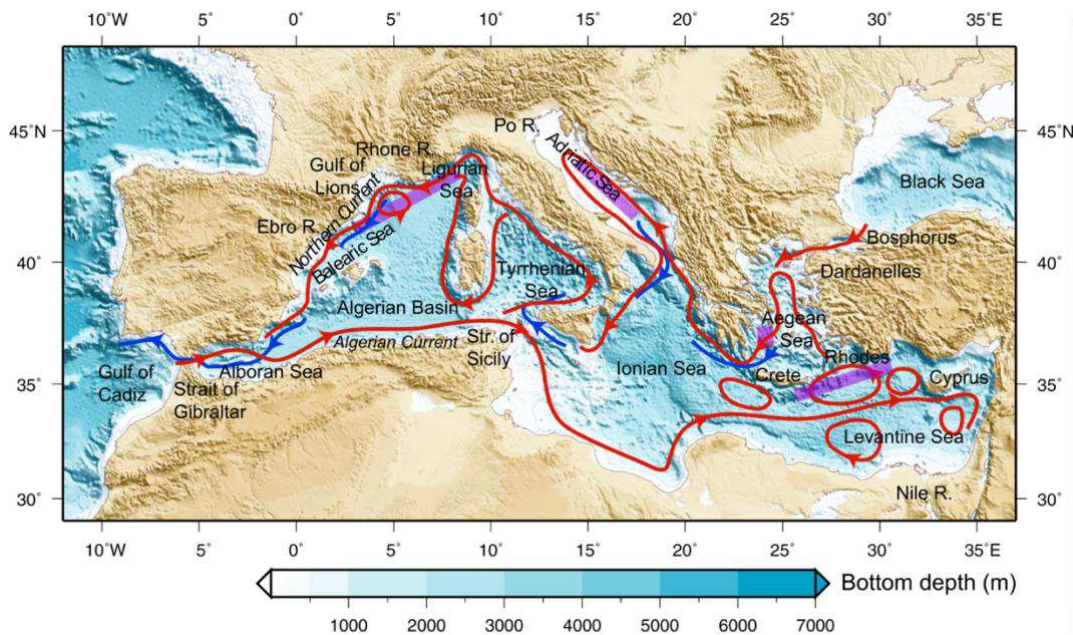 10°W 5° 0° 5° 10° 15° 20° 25° 30° 35°E
45°N
45°N
Po R.
Rhone R.
Gulf of
Lions
Ligurian
Sea
Adriatic Sea
Black Sea
Ebro R.
Northern Current
Balearic Sea
Bosphorus
40°
40°
Tyrrhenian
Sea
Dardanelles
Algerian Basin
Aegean
Sea
Algerian Current
Str. of
Sicily
Rhodes
Gulf of
Cadiz
Alboran Sea
Ionian Sea
Crete
Cyprus
35°
35°
Strait of
Gibraltar
Levantine Sea
30°
30°
Nile R.
10°W 5° 0° 5° 10° 15° 20° 25° 30° 35°E
Bottom depth (m)
1000 2000 3000 4000 5000 6000 7000